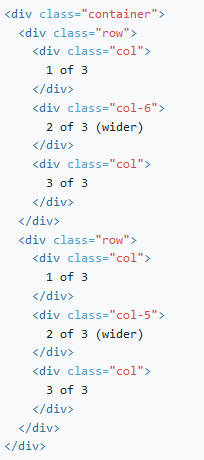 <div class="container">
  <div class="row">
    <div class="col">
      1 of 3
    </div>
    <div class="col-6">
      2 of 3 (wider)
    </div>
    <div class="col">
      3 of 3
    </div>
  </div>
  <div class="row">
    <div class="col">
      1 of 3
    </div>
    <div class="col-5">
      2 of 3 (wider)
    </div>
    <div class="col">
      3 of 3
    </div>
  </div>
</div>